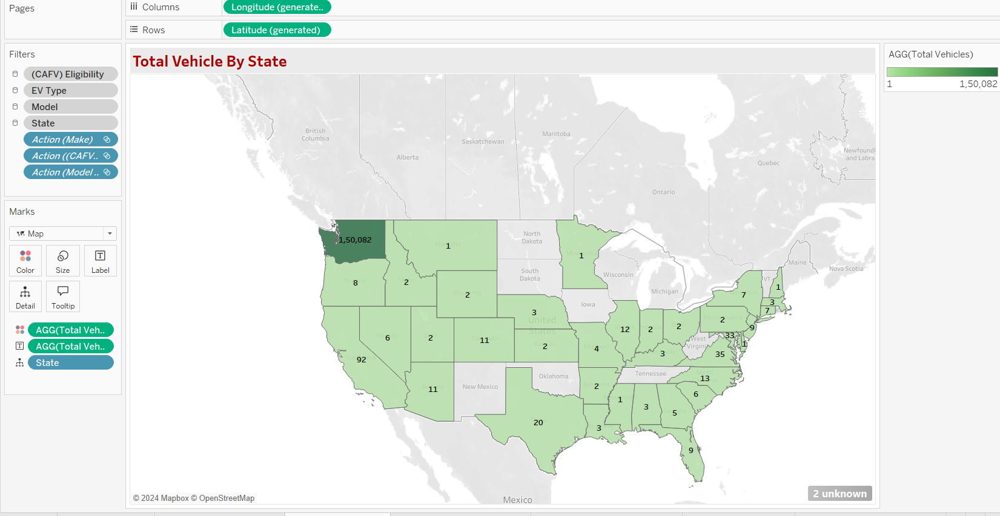 Pages
Columns
Longitude (generate..
Rows
Latitude (generated)
Filters
(CAFV) Eligibility
EV Type
Model
State
Action (Make)
Action ((CAFV..
Action (Model ..
Marks
Map
Color
Size
Label
Detail
Tooltip
AGG(Total Veh..
AGG(Total Veh..
State
Total Vehicle By State
British
Columbia
Alberta
Saskatchewan
Manitoba
Ontario
Quebec
Newfoundl
and Labra
Maine
Nova Scotia
1,50,082
1
North
Dakota
Minnesota
1
South
Dakota
Wisconsin
Michigan
VT
1
8
2
Wyoming
2
7
3
7
Iowa
3
United
States
12
2
2
Pennsylvania
2
9
33
1
West
Virgini
6
2
11
2
4
3
35
92
New Mexico
Oklahoma
Tennessee
13
11
2
1
3
5
6
20
3
9
Mexico
© 2024 Mapbox © OpenStreetMap
2 unknown
AGG(Total Vehicles)
1
1,50,082